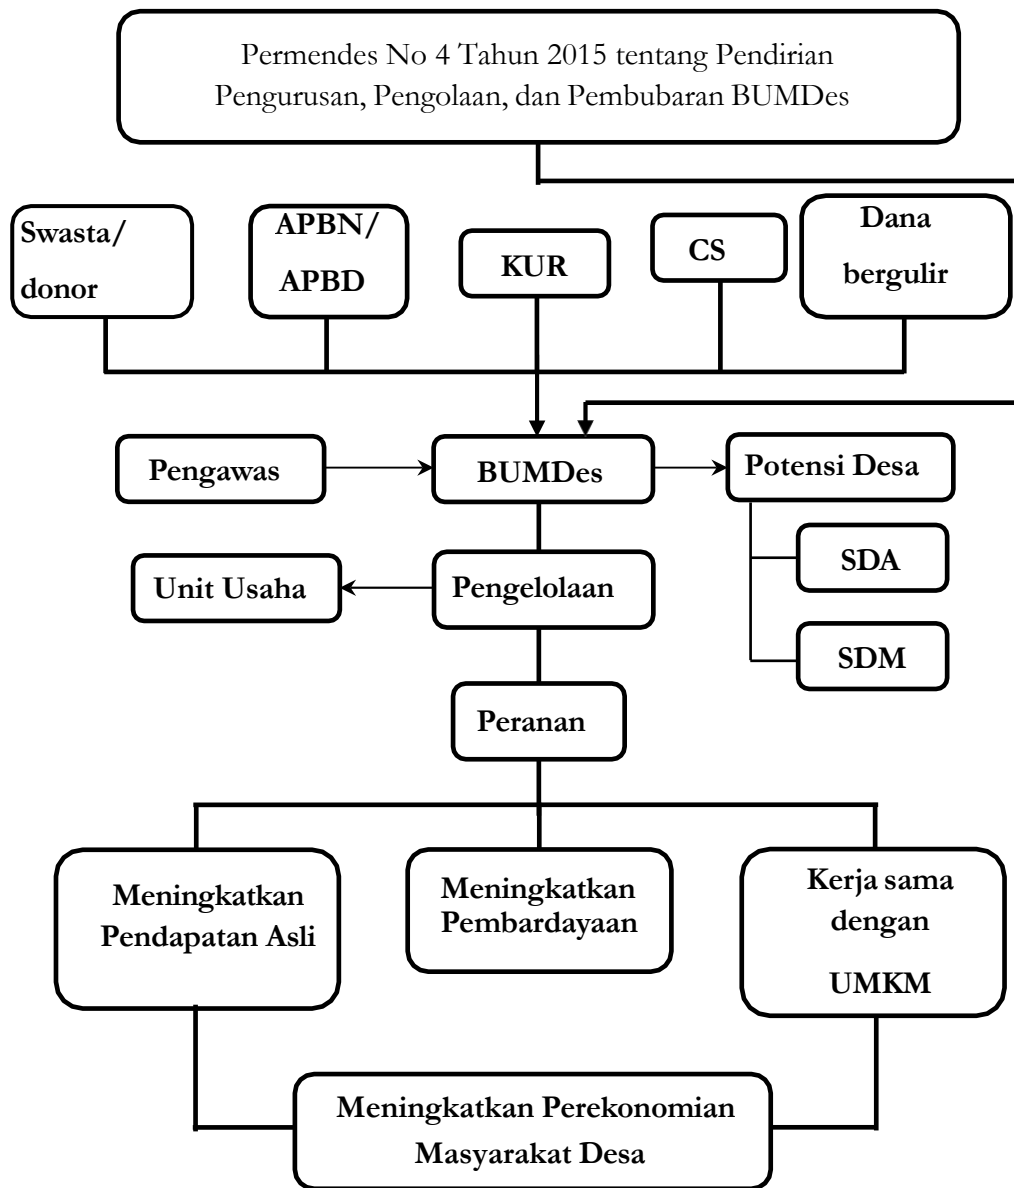 Permendes No 4 Tahun 2015 tentang Pendirian
Pengurusan, Pengolaan, dan Pembubaran BUMDes
Swasta/
donor
APBN/
APBD
KUR
CS
Dana
bergulir
Pengawas
BUMDes
Potensi Desa
SDA
Unit Usaha
Pengelolaan
SDM
Peranan
Meningkatkan
Pendapatan Asli
Meningkatkan
Pembardayaan
Kerja sama
dengan
UMKM
Meningkatkan Perekonomian
Masyarakat Desa